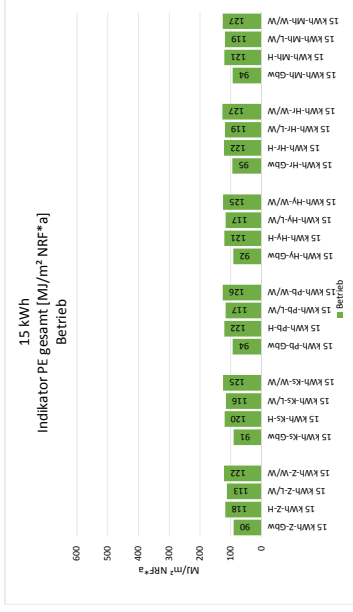 15 kWh
Indikator PE gesamt [MJ/m² NRF*a]
Betrieb
MJ/m² NRF*a
600
500
400
300
200
100
0
90
118
113
122
91
120
116
125
94
122
117
126
92
121
117
125
95
122
119
127
94
121
119
127
15 kWh-Z-Gbw
15 kWh-Z-H
15 kWh-Z-L/W
15 kWh-Z-W/W
15 kWh-Ks-Gbw
15 kWh-Ks-H
15 kWh-Ks-L/W
15 kWh-Ks-W/W
15 kWh-Pb-Gbw
15 kWh-Pb-H
15 kWh-Pb-L/W
15 kWh-Pb-W/W
15 kWh-Hy-Gbw
15 kWh-Hy-H
15 kWh-Hy-L/W
15 kWh-Hy-W/W
15 kWh-Hr-Gbw
15 kWh-Hr-H
15 kWh-Hr-L/W
15 kWh-Hr-W/W
15 kWh-Mh-Gbw
15 kWh-Mh-H
15 kWh-Mh-L/W
15 kWh-Mh-W/W
Betrieb